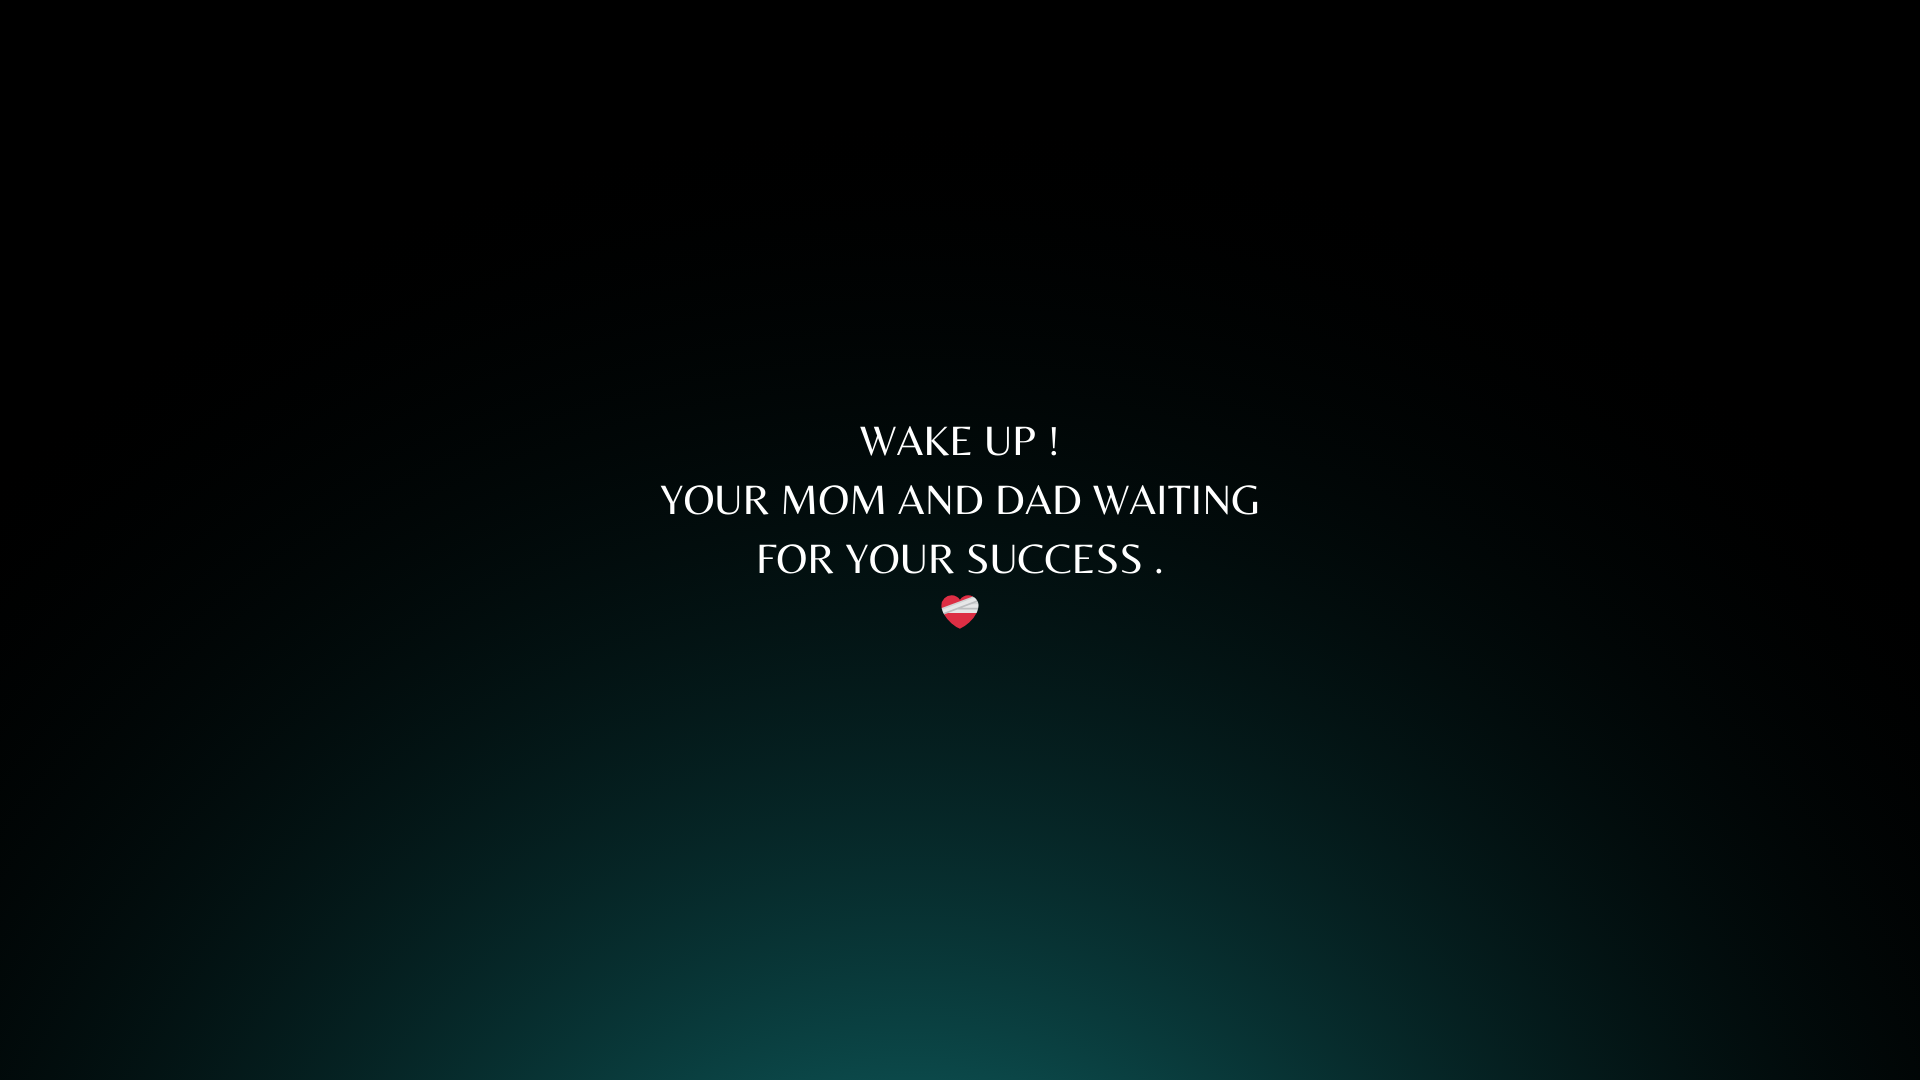 WAKE UP !
YOUR MOM AND DAD WAITING
FOR YOUR SUCCESS .
❤️‍🩹